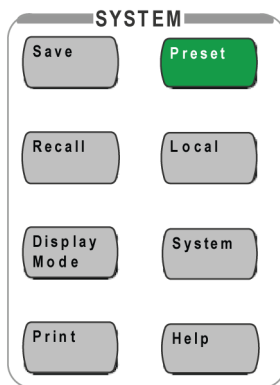 SYSTEM
Save
Preset
Recall
Local
Display
Mode
System
Print
Help